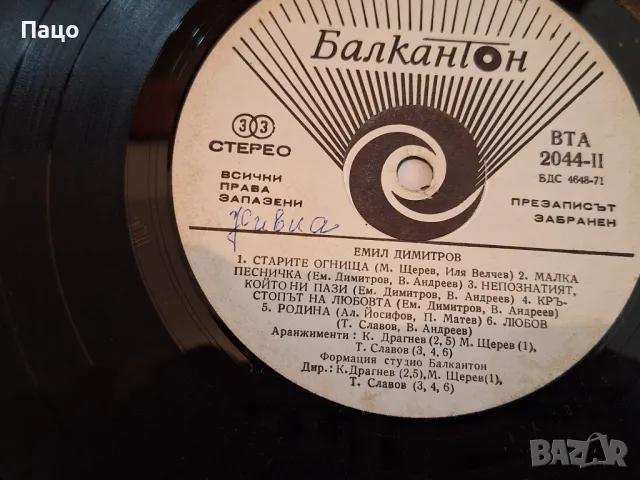 Пацо
БАЛКАНТОН
33
СТЕРЕО
ВТА
2044-II
БДС 4648-71
ВСИЧКИ
ПРАВА
ЗАПАЗЕНИ
ПРЕЗАПИСЪТ
ЗАБРАНЕН
Живка
ЕМИЛ ДИМИТРОВ
1. СТАРИТЕ ОГНИЩА (М. Щерев, Иля Велчев) 2. МАЛКА
ПЕСНИЧКА (Ем. Димитров, В. Андреев) 3. НЕПОЗНАТИЯТ,
КОЙТО НИ ПАЗИ (Ем. Димитров, В. Андреев) 4. КРЪ-
СТОПЪТ НА ЛЮБОВТА (Ем. Димитров, В. Андреев)
5. РОДИНА (Ал. Йосифов, П. Матев) 6. ЛЮБОВ
(Т. Славов, В. Андреев)
Аранжименти: К. Драгнев (2,5) М. Щерев (1),
Т. Славов (3, 4, 6)
Формация студио Балкантон
Дир.: К.Драгнев (2,5), М. Щерев(1),
Т. Славов (3, 4, 6)
BAZAR